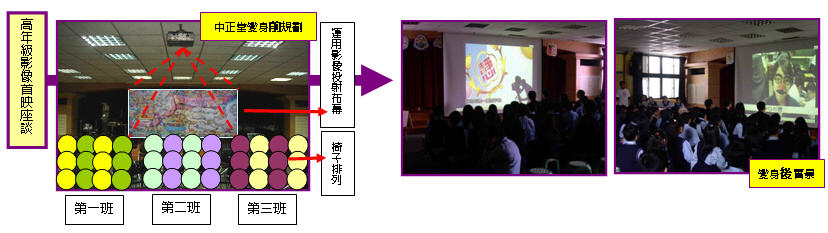 高年級影像首映座談
中正堂變身前規劃
運用影像投射布幕
椅子排列
第一班
第二班
第三班
變身後實景